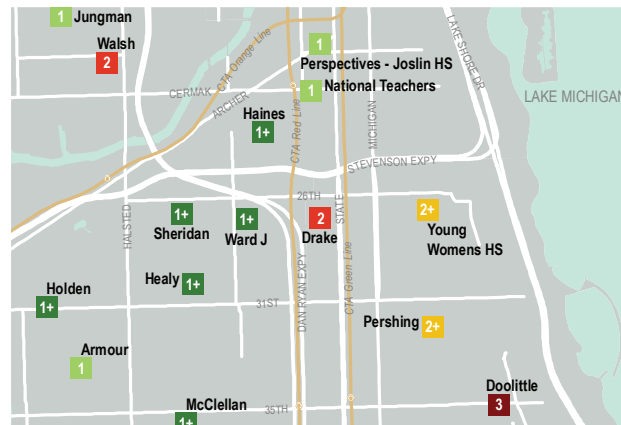 1 Jungman
Walsh
2
CTA Orange Line
1
Perspectives - Joslin HS
1 National Teachers
LAKE SHORE DR
LAKE MICHIGAN
CERMAK
ARCHER
Haines
1+
CTA Red Line
MICHIGAN
STEVENSON EXPY
26TH
1+
Sheridan
1+
Ward J
2
Drake
STATE
2+
Young
Womens HS
HALSTED
Healy 1+
DAN RYAN EXPY
CTA Green Line
Holden
1+
31ST
Pershing 2+
Armour
1
Doolittle
3
McClellan
1+
35TH